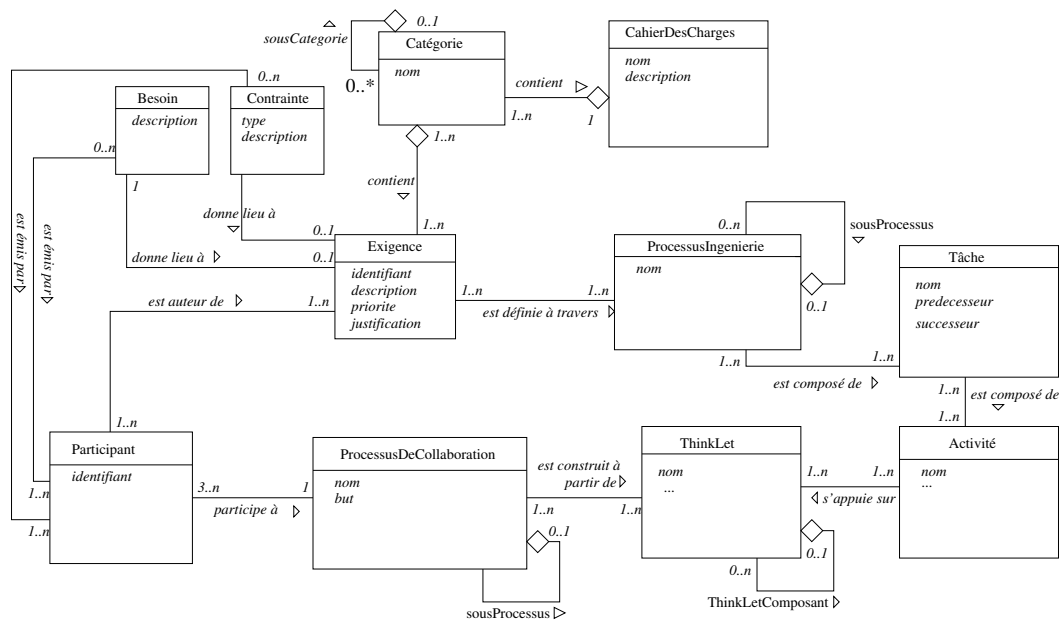 0..1
sousCategorie
Catégorie
nom
0..*
contient
1..n
1
CahierDesCharges
nom
description
0..n
Besoin
description
Contrainte
type
description
0..n
1
1..n
contient
1..n
donne lieu à
0..1
donne lieu à
0..1
est émis par
est émis par
Exigence
identifiant
description
priorite
justification
est auteur de
1..n
1..n
1..n
est définie à travers
0..n
sousProcessus
ProcessusIngenierie
nom
0..1
Tâche
nom
predecesseur
successeur
1..n
1..n
est composé de
1..n
est composé de
1..n
1..n
Participant
identifiant
1..n
1..n
3..n
1
participe à
ProcessusDeCollaboration
nom
but
est construit à
partir de
1..n
1..n
0..1
sousProcessus
ThinkLet
nom
...
1..n
1..n
s'appuie sur
0..1
0..n
ThinkLetComposant
Activité
nom
...